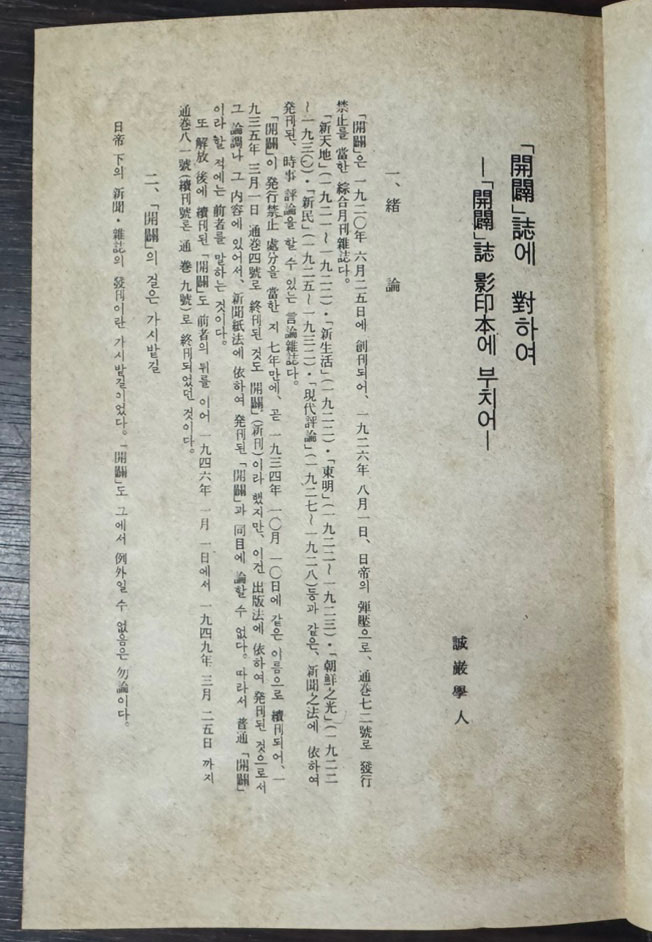 「開闢」誌에 對하여
—「開闢」誌 影印本에 부치어—
誠巖學人
一、緖論
「開闢」은 一九二○年 六月二五日에 創刊되어、一九二六年 八月一日、日帝의 彈壓으로、通卷七二號로 發行
禁止를 當한 綜合月刊雜誌다。
「新天地」(一九二一~一九二三)·「新生活」(一九二二)·「東明」(一九二二~一九二三)·「朝鮮之光」(一九二二
~一九三○)·「新民」(一九二五~一九三二)·「現代評論」(一九二七~一九二八)등과 같은、新聞之法에 依하여
發刊된、時事 評論을 할 수 있는 言論雜誌다。
「開闢」이 發行禁止 處分을 當한 지 七年만에、곧 一九三四年 一○月 一○日에 같은 이름으로 續刊되어、一
九三五年 三月一日 通卷四號로 終刊된 것도 開闢」(新刊)이라 했지만、이건 出版法에 依하여 發刊된 것으로서
그 論調나 그 內容에 있어서、新聞紙法에 依하여 發刊된「開闢」과 同日에 論할 수 없다。따라서 普通「開闢」
이라 할 적에는 前者를 말하는 것이다。
또 解放 後에 續刊된「開闢」도 前者의 뒤를 이어 一九四六年 一月 一日에서 一九四九年 三月 二五日 까지
通卷八一號(續刊號론 通卷 九號)로 終刊되었던 것이다。
二、「開闢」의 걸은 가시밭길
日帝 下의 新聞·雜誌의 發刊이란 가시밭길이었다。「開闢」도 그에서 例外일 수 없음은 勿論이다。